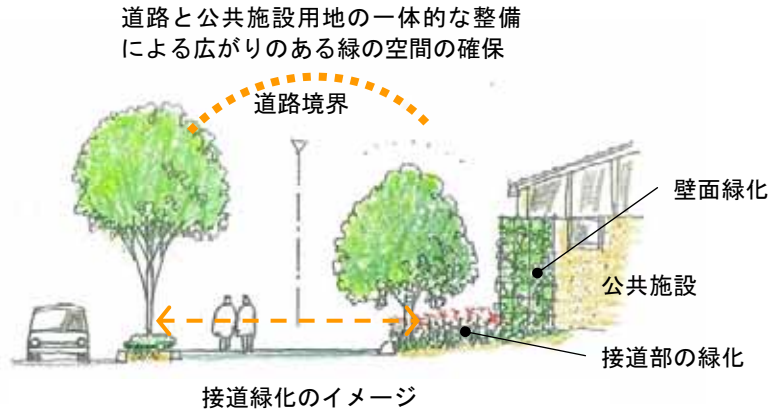 道路と公共施設用地の一体的な整備
による広がりのある緑の空間の確保
道路境界
壁面緑化
公共施設
接道部の緑化
接道緑化のイメージ